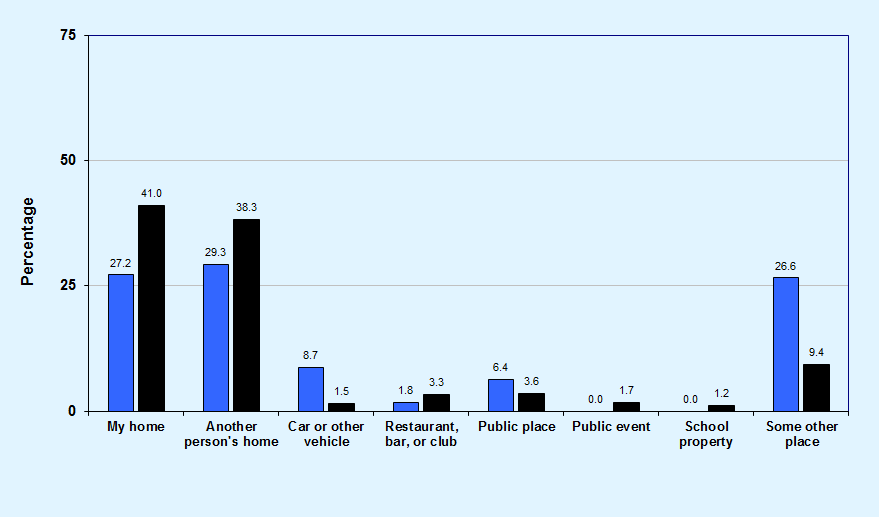 75
50
25
0
Percentage
27.2
41.0
29.3
38.3
8.7
1.5
1.8
3.3
6.4
3.6
0.0
1.7
0.0
1.2
26.6
9.4
My home
Another
person's home
Car or other
vehicle
Restaurant,
bar, or club
Public place
Public event
School
property
Some other
place